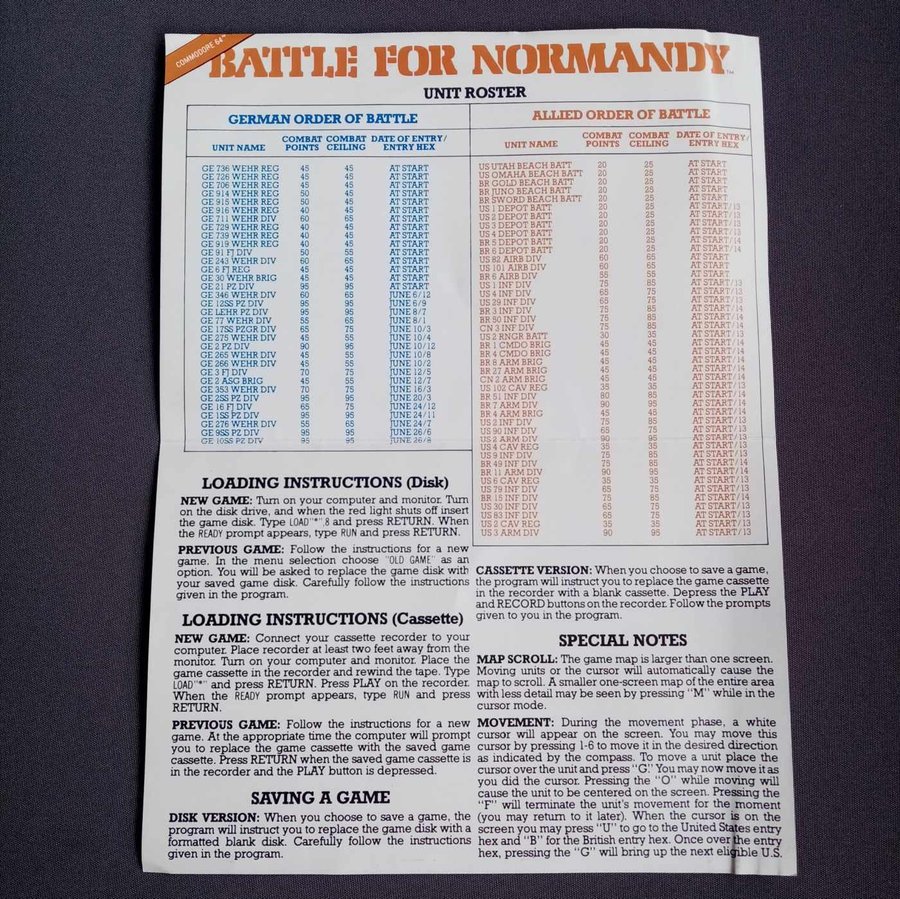 COMMODORE 64™
BATTLE FOR NORMANDY™
UNIT ROSTER
GERMAN ORDER OF BATTLE
UNIT NAME COMBAT POINTS COMBAT CEILING DATE OF ENTRY/ ENTRY HEX
GE 736 WEHR REG 45 45 AT START
GE 726 WEHR REG 45 45 AT START
GE 706 WEHR REG 45 45 AT START
GE 914 WEHR REG 50 45 AT START
GE 915 WEHR REG 50 45 AT START
GE 916 WEHR REG 40 45 AT START
GE 711 WEHR DIV 60 65 AT START
GE 729 WEHR REG 40 45 AT START
GE 739 WEHR REG 40 45 AT START
GE 919 WEHR REG 40 45 AT START
GE 91 FJ DIV 50 55 AT START
GE 243 WEHR DIV 60 65 AT START
GE 6 FJ REG 45 45 AT START
GE 30 WEHR BRIG 45 45 AT START
GE 21 PZ DIV 95 95 AT START
GE 346 WEHR DIV 60 65 JUNE 6/12
GE 12SS PZ DIV 95 95 JUNE 6/9
GE LEHR PZ DIV 95 95 JUNE 8/7
GE 77 WEHR DIV 55 65 JUNE 8/1
GE 17SS PZGR DIV 65 75 JUNE 10/3
GE 275 WEHR DIV 45 55 JUNE 10/4
GE 2 PZ DIV 90 95 JUNE 10/12
GE 265 WEHR DIV 45 55 JUNE 10/8
GE 266 WEHR DIV 45 55 JUNE 10/2
GE 3 FJ DIV 70 75 JUNE 12/5
GE 2 ASG BRIG 45 55 JUNE 12/7
GE 353 WEHR DIV 70 75 JUNE 16/3
GE 2SS PZ DIV 95 95 JUNE 20/3
GE 16 FJ DIV 65 75 JUNE 24/12
GE 1SS PZ DIV 95 95 JUNE 24/11
GE 276 WEHR DIV 55 65 JUNE 24/7
GE 9SS PZ DIV 95 95 JUNE 26/6
GE 10SS PZ DIV 95 95 JUNE 26/8
ALLIED ORDER OF BATTLE
UNIT NAME COMBAT POINTS COMBAT CEILING DATE OF ENTRY/ ENTRY HEX
US UTAH BEACH BATT 20 25 AT START
US OMAHA BEACH BATT 20 25 AT START
BR GOLD BEACH BATT 20 25 AT START
BR JUNO BEACH BATT 20 25 AT START
BR SWORD BEACH BATT 20 25 AT START
US 1 DEPOT BATT 20 25 AT START/13
US 2 DEPOT BATT 20 25 AT START/13
US 3 DEPOT BATT 20 25 AT START/13
US 4 DEPOT BATT 20 25 AT START/13
BR 5 DEPOT BATT 20 25 AT START/14
BR 6 DEPOT BATT 20 25 AT START/14
US 82 AIRB DIV 60 65 AT START
US 101 AIRB DIV 60 65 AT START
BR 6 AIRB DIV 55 55 AT START
US 1 INF DIV 75 85 AT START/13
US 4 INF DIV 65 75 AT START/13
US 29 INF DIV 65 75 AT START/13
BR 3 INF DIV 75 85 AT START/14
BR 50 INF DIV 75 85 AT START/14
CN 3 INF DIV 75 85 AT START/14
US 2 RNGR BATT 30 35 AT START/13
BR 1 CMDO BRIG 45 45 AT START/14
BR 4 CMDO BRIG 45 45 AT START/14
BR 8 ARM BRIG 45 45 AT START/14
BR 27 ARM BRIG 45 45 AT START/14
CN 2 ARM BRIG 45 45 AT START/14
US 102 CAV REG 35 35 AT START/13
BR 51 INF DIV 80 85 AT START/14
BR 7 ARM DIV 90 95 AT START/14
BR 4 ARM BRIG 45 45 AT START/14
US 2 INF DIV 75 85 AT START/13
US 90 INF DIV 65 75 AT START/13
US 2 ARM DIV 90 95 AT START/13
US 4 CAV REG 35 35 AT START/13
US 9 INF DIV 75 85 AT START/13
BR 49 INF DIV 75 85 AT START/14
BR 11 ARM DIV 90 95 AT START/14
US 6 CAV REG 35 35 AT START/13
US 79 INF DIV 65 75 AT START/13
BR 15 INF DIV 75 85 AT START/14
US 30 INF DIV 65 75 AT START/13
US 83 INF DIV 65 75 AT START/13
US 2 CAV REG 35 35 AT START/13
US 3 ARM DIV 90 95 AT START/13
LOADING INSTRUCTIONS (Disk)
NEW GAME: Turn on your computer and monitor. Turn
on the disk drive, and when the red light shuts off insert
the game disk. Type LOAD"*",8 and press RETURN. When
the READY prompt appears, type RUN and press RETURN.
PREVIOUS GAME: Follow the instructions for a new
game. In the menu selection choose "OLD GAME" as an
option. You will be asked to replace the game disk with
your saved game disk. Carefully follow the instructions
given in the program.
LOADING INSTRUCTIONS (Cassette)
NEW GAME: Connect your cassette recorder to your
computer. Place recorder at least two feet away from the
monitor. Turn on your computer and monitor. Place the
game cassette in the recorder and rewind the tape. Type
LOAD"*" and press RETURN. Press PLAY on the recorder.
When the READY prompt appears, type RUN and press
RETURN.
PREVIOUS GAME: Follow the instructions for a new
game. At the appropriate time the computer will prompt
you to replace the game cassette with the saved game
cassette. Press RETURN when the saved game cassette is
in the recorder and the PLAY button is depressed.
SAVING A GAME
DISK VERSION: When you choose to save a game, the
program will instruct you to replace the game disk with a
formatted blank disk. Carefully follow the instructions
given in the program.
CASSETTE VERSION: When you choose to save a game,
the program will instruct you to replace the game cassette
in the recorder with a blank cassette. Depress the PLAY
and RECORD buttons on the recorder. Follow the prompts
given to you in the program.
SPECIAL NOTES
MAP SCROLL: The game map is larger than one screen.
Moving units or the cursor will automatically cause the
map to scroll. A smaller one-screen map of the entire area
with less detail may be seen by pressing "M" while in the
cursor mode.
MOVEMENT: During the movement phase, a white
cursor will appear on the screen. You may move this
cursor by pressing 1-6 to move it in the desired direction
as indicated by the compass. To move a unit place the
cursor over the unit and press "G." You may now move it as
you did the cursor. Pressing the "O" while moving will
cause the unit to be centered on the screen. Pressing the
"F" will terminate the unit's movement for the moment
(you may return to it later). When the cursor is on the
screen you may press "U" to go to the United States entry
hex and "B" for the British entry hex. Once over the entry
hex, pressing the "G" will bring up the next eligible U.S.